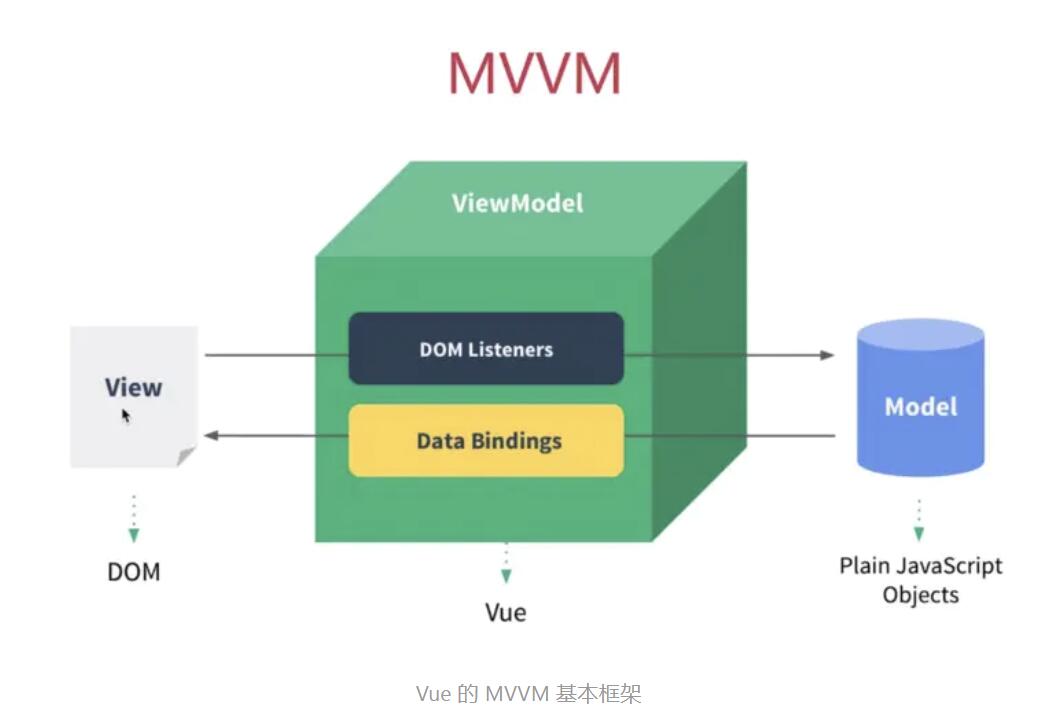 MVVM
ViewModel
DOM Listeners
View
Model
Data Bindings
DOM
Plain JavaScript
Objects
Vue
Vue 的 MVVM 基本框架